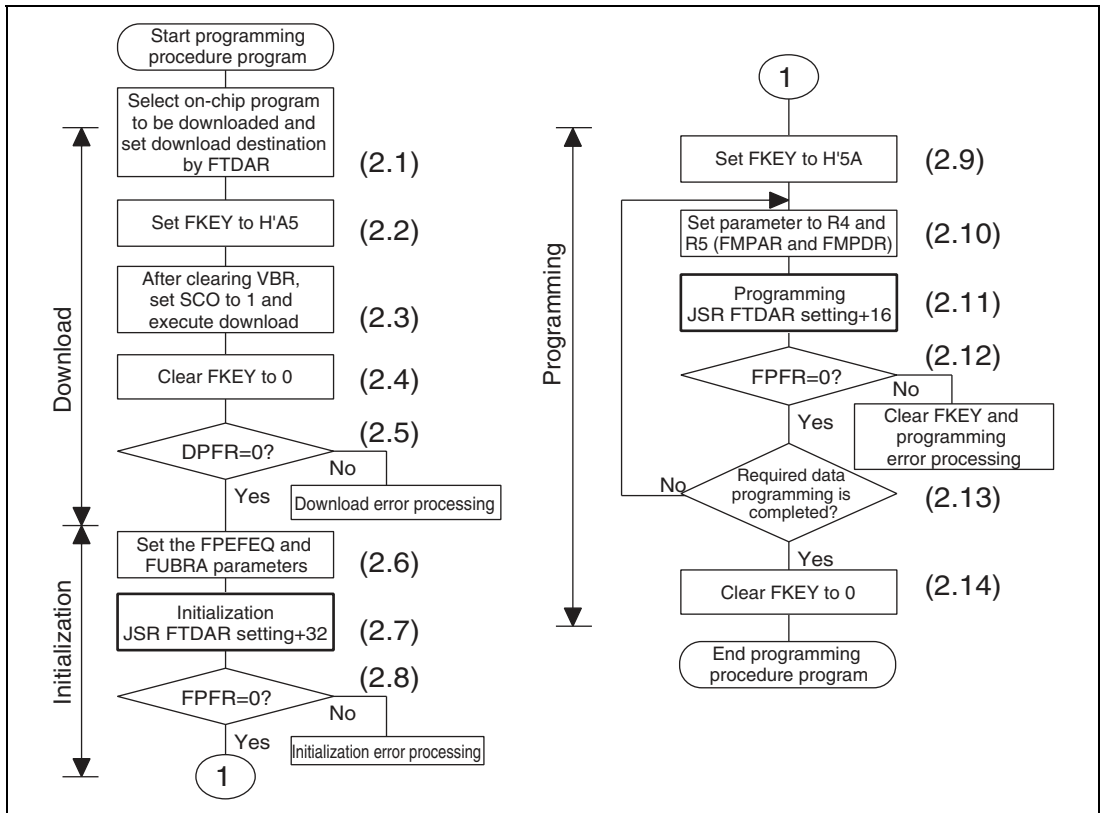 Start programming
procedure program
Select on-chip program
to be downloaded and
set download destination
by FTDAR
(2.1)
Set FKEY to H'A5
(2.2)
After clearing VBR,
set SCO to 1 and
execute download
(2.3)
Clear FKEY to 0
(2.4)
DPFR=0?
(2.5)
No
Yes
Download error processing
Download
Set the FPEFEQ and
FUBRA parameters
(2.6)
Initialization
JSR FTDAR setting+32
(2.7)
FPFR=0?
(2.8)
No
Yes
Initialization error processing
1
Initialization
1
Set FKEY to H'5A
(2.9)
Set parameter to R4 and
R5 (FMPAR and FMPDR)
(2.10)
Programming
JSR FTDAR setting+16
(2.11)
FPFR=0?
(2.12)
No
Yes
Clear FKEY and
programming
error processing
Required data
programming is
completed?
(2.13)
No
Yes
Clear FKEY to 0
(2.14)
Programming
End programming
procedure program